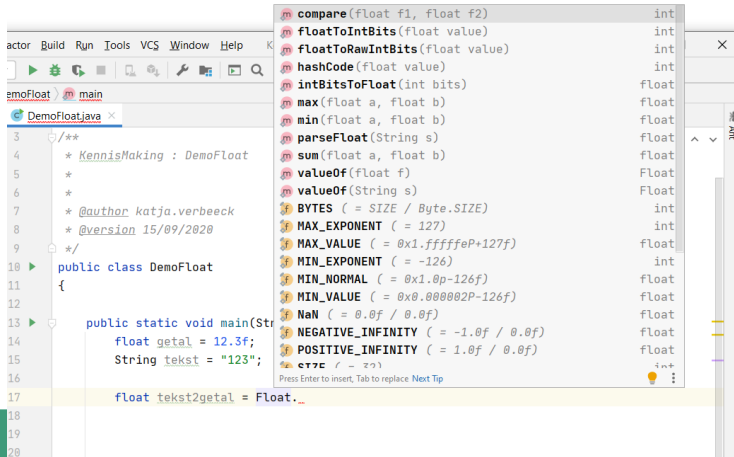 actor Build Run Tools VCS Window Help K
emoFloat m main
DemoFloat.java
3 /**
4 * KennisMaking : DemoFloat
5 *
6 *
7 * @author katja.verbeeck
8 * @version 15/09/2020
9 */
10 public class DemoFloat
11 {
12
13 public static void main(Str
14 float getal = 12.3f;
15 String tekst = "123";
16
17 float tekst2getal = Float.
18
19
20
m compare(float f1, float f2) int
m floatToIntBits(float value) int
m floatToRawIntBits(float value) int
m hashCode(float value) int
m intBitsToFloat(int bits) float
m max(float a, float b) float
m min(float a, float b) float
m parseFloat(String s) float
m sum(float a, float b) float
m valueOf(float f) Float
m valueOf(String s) Float
f BYTES ( = SIZE / Byte.SIZE) int
f MAX_EXPONENT ( = 127) int
f MAX_VALUE ( = 0x1.fffffeP+127f) float
f MIN_EXPONENT ( = -126) int
f MIN_NORMAL ( = 0x1.0p-126f) float
f MIN_VALUE ( = 0x0.000002P-126f) float
f NaN ( = 0.0f / 0.0f) float
f NEGATIVE_INFINITY ( = -1.0f / 0.0f) float
f POSITIVE_INFINITY ( = 1.0f / 0.0f) float
f SIZE ( = 32) int
Press Enter to insert, Tab to replace Next Tip